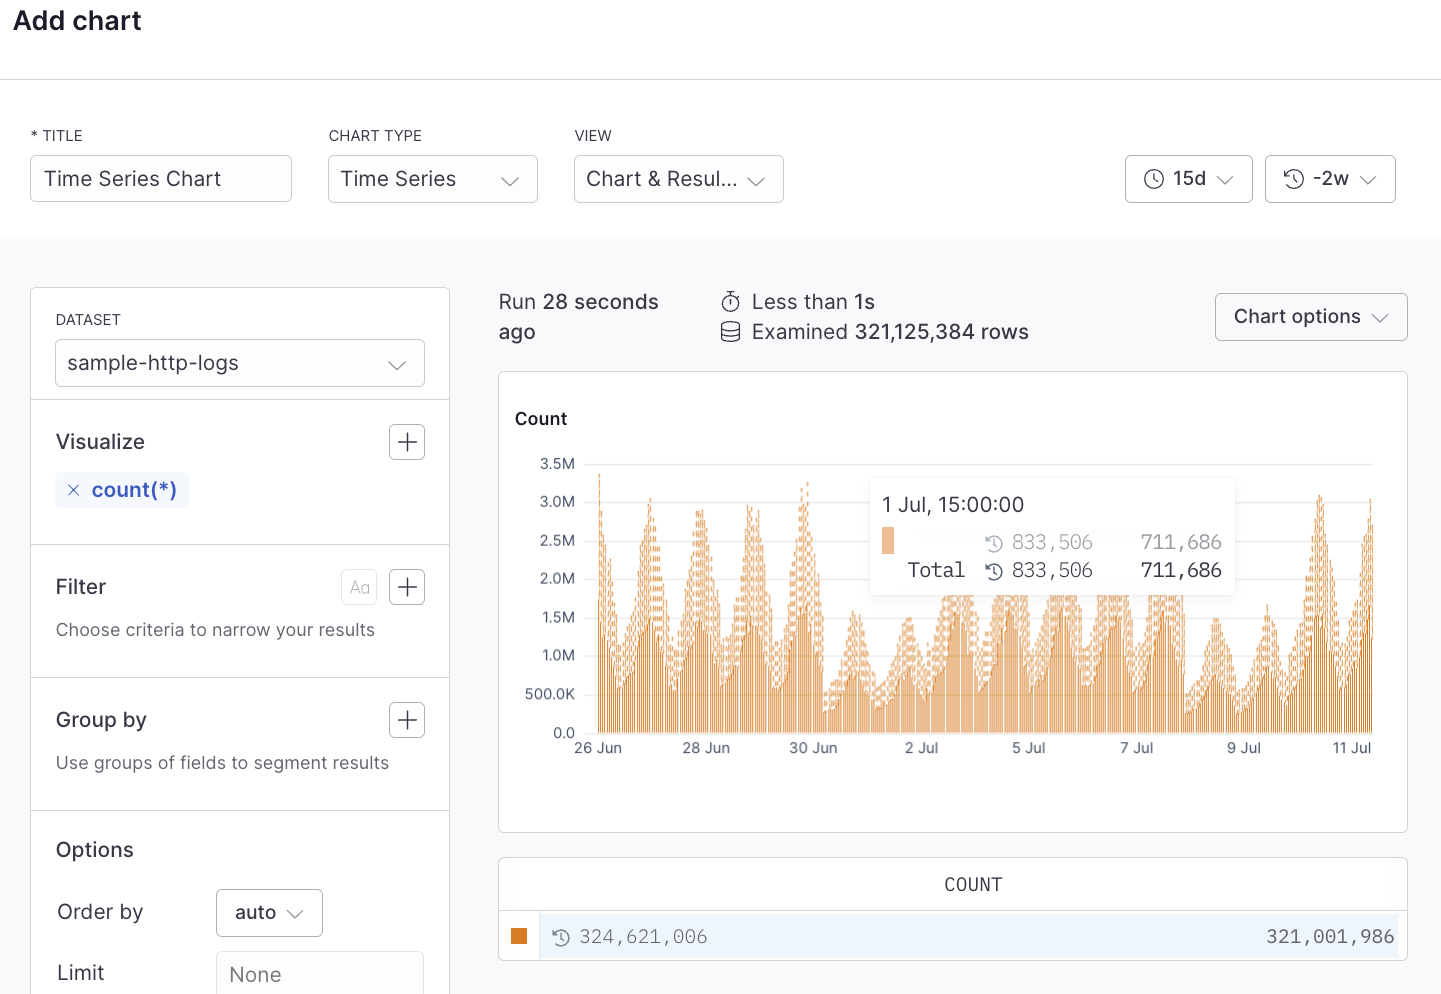 Add chart
* TITLE
CHART TYPE
VIEW
Time Series Chart
Time Series
Chart & Resul...
15d
-2w
DATASET
sample-http-logs
Visualize
count(*)
Filter
Aa
Choose criteria to narrow your results
Group by
Use groups of fields to segment results
Options
Order by
auto
Limit
None
Run 28 seconds
ago
Less than 1s
Examined 321,125,384 rows
Chart options
Count
3.5M
3.0M
2.5M
2.0M
1.5M
1.0M
500.0K
0.0
26 Jun
28 Jun
30 Jun
2 Jul
5 Jul
7 Jul
9 Jul
11 Jul
1 Jul, 15:00:00
833,506 711,686
Total 833,506 711,686
COUNT
324,621,006 321,001,986